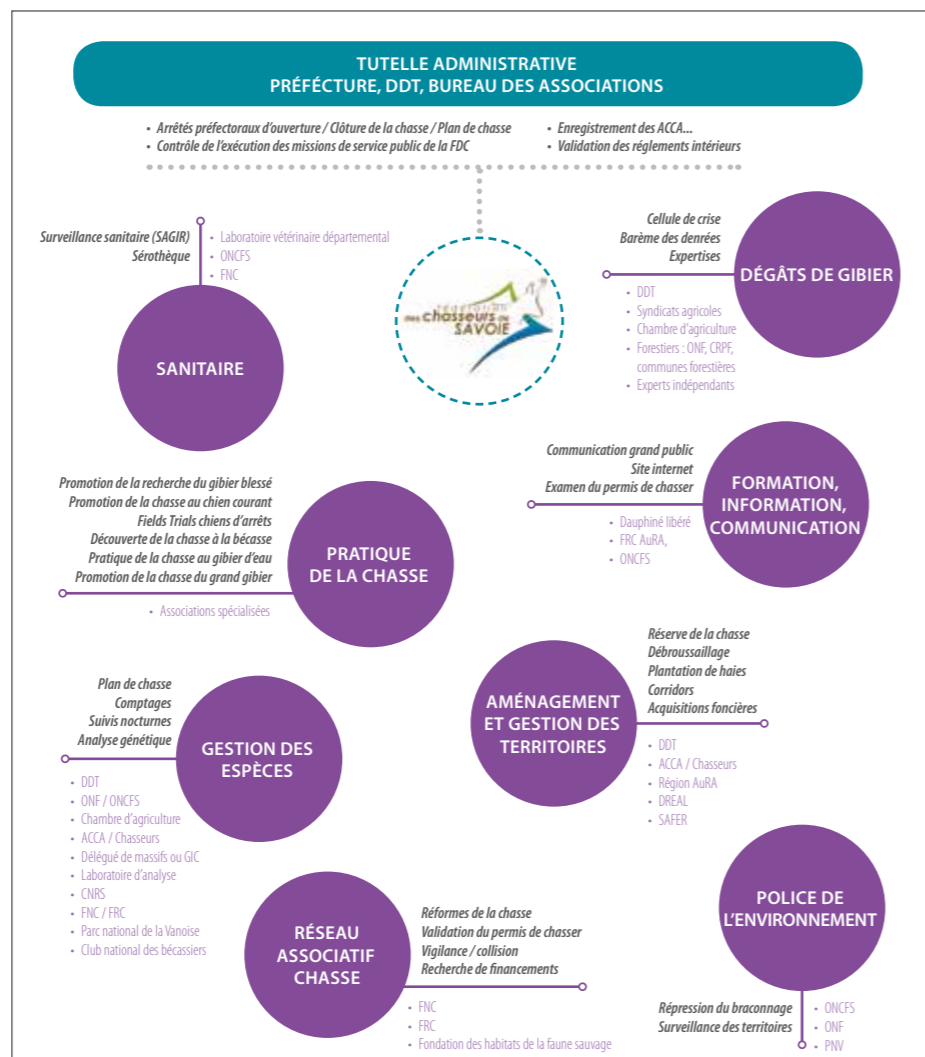 TUTELLE ADMINISTRATIVE
PRÉFÉCTURE, DDT, BUREAU DES ASSOCIATIONS
• Arrêtés préfectoraux d'ouverture / Clôture de la chasse / Plan de chasse
• Contrôle de l'exécution des missions de service public de la FDC
• Enregistrement des ACCA...
• Validation des réglements intérieurs
Surveillance sanitaire (SAGIR)
Sérothèque
• Laboratoire vétérinaire départemental
• ONCFS
• FNC
SANITAIRE
des chasseurs de
SAVOIE
Cellule de crise
Barème des denrées
Expertises
DÉGÂTS DE GIBIER
• DDT
• Syndicats agricoles
• Chambre d'agriculture
• Forestiers : ONF, CRPF,
communes forestières
• Experts indépendants
Communication grand public
Site internet
Examen du permis de chasser
FORMATION,
INFORMATION,
COMMUNICATION
• Dauphiné libéré
• FRC AuRA,
• ONCFS
Promotion de la recherche du gibier blessé
Promotion de la chasse au chien courant
Fields Trials chiens d'arrêts
Découverte de la chasse à la bécasse
Pratique de la chasse au gibier d'eau
Promotion de la chasse du grand gibier
PRATIQUE
DE LA CHASSE
• Associations spécialisées
Réserve de la chasse
Débroussaillage
Plantation de haies
Corridors
Acquisitions foncières
AMÉNAGEMENT
ET GESTION DES
TERRITOIRES
• DDT
• ACCA / Chasseurs
• Région AuRA
• DREAL
• SAFER
Plan de chasse
Comptages
Suivis nocturnes
Analyse génétique
GESTION DES
ESPÈCES
• DDT
• ONF / ONCFS
• Chambre d'agriculture
• ACCA / Chasseurs
• Délégué de massifs ou GIC
• Laboratoire d'analyse
• CNRS
• FNC / FRC
• Parc national de la Vanoise
• Club national des bécassiers
RÉSEAU
ASSOCIATIF
CHASSE
Réformes de la chasse
Validation du permis de chasser
Vigilance / collision
Recherche de financements
• FNC
• FRC
• Fondation des habitats de la faune sauvage
POLICE DE
L'ENVIRONNEMENT
Répression du braconnage
Surveillance des territoires
• ONCFS
• ONF
• PNV